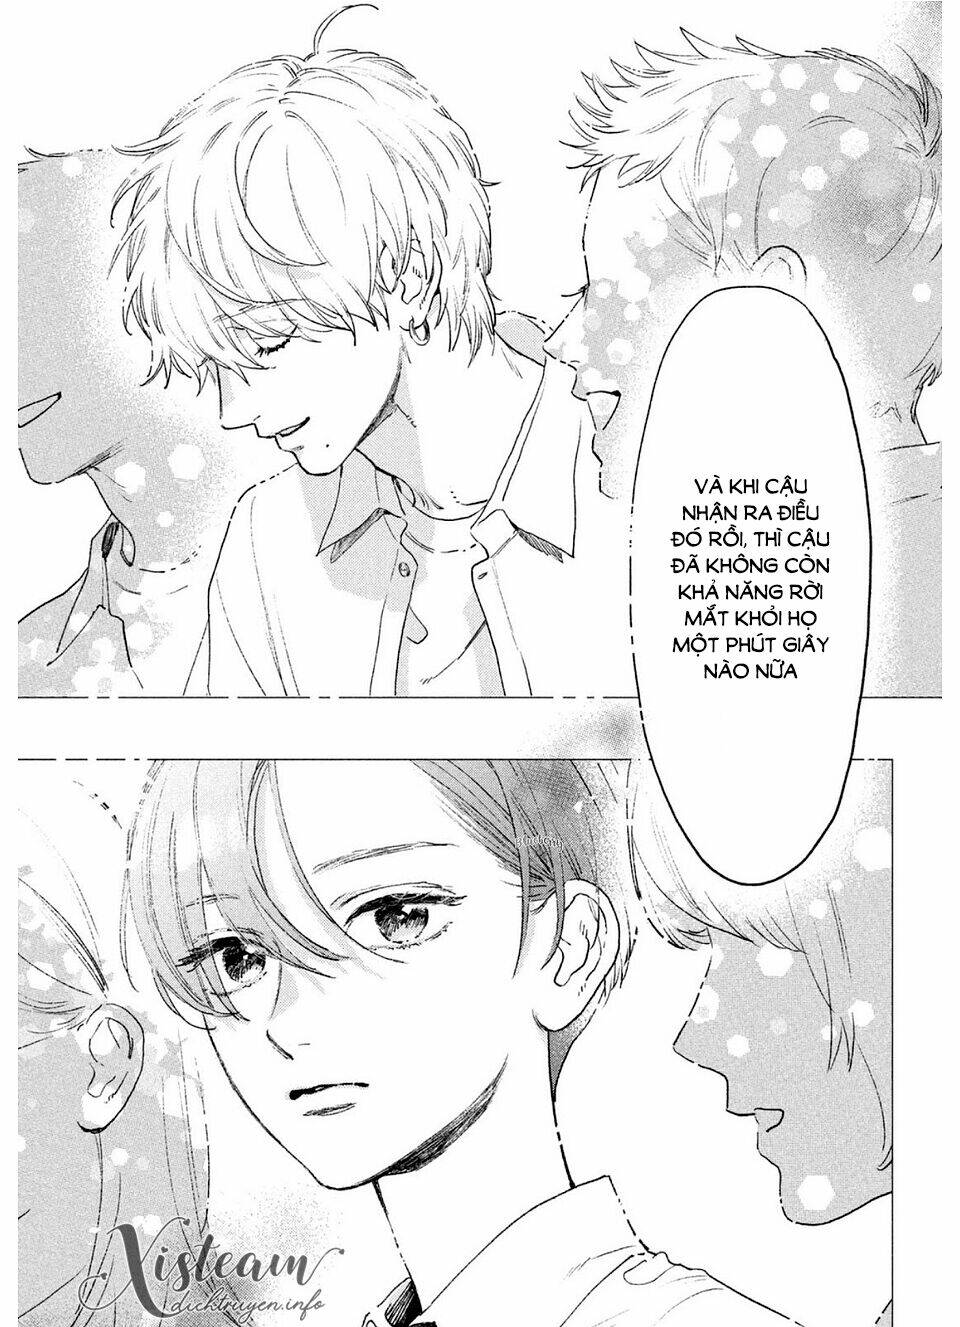 VÀ KHI CẬU
NHẬN RA ĐIỀU
ĐÓ RỒI, THÌ CẬU
ĐÃ KHÔNG CÒN
KHẢ NĂNG RỜI
MẮT KHỎI HỌ
MỘT PHÚT GIÂY
NÀO NỮA
Xisteam
dichtruyen.info